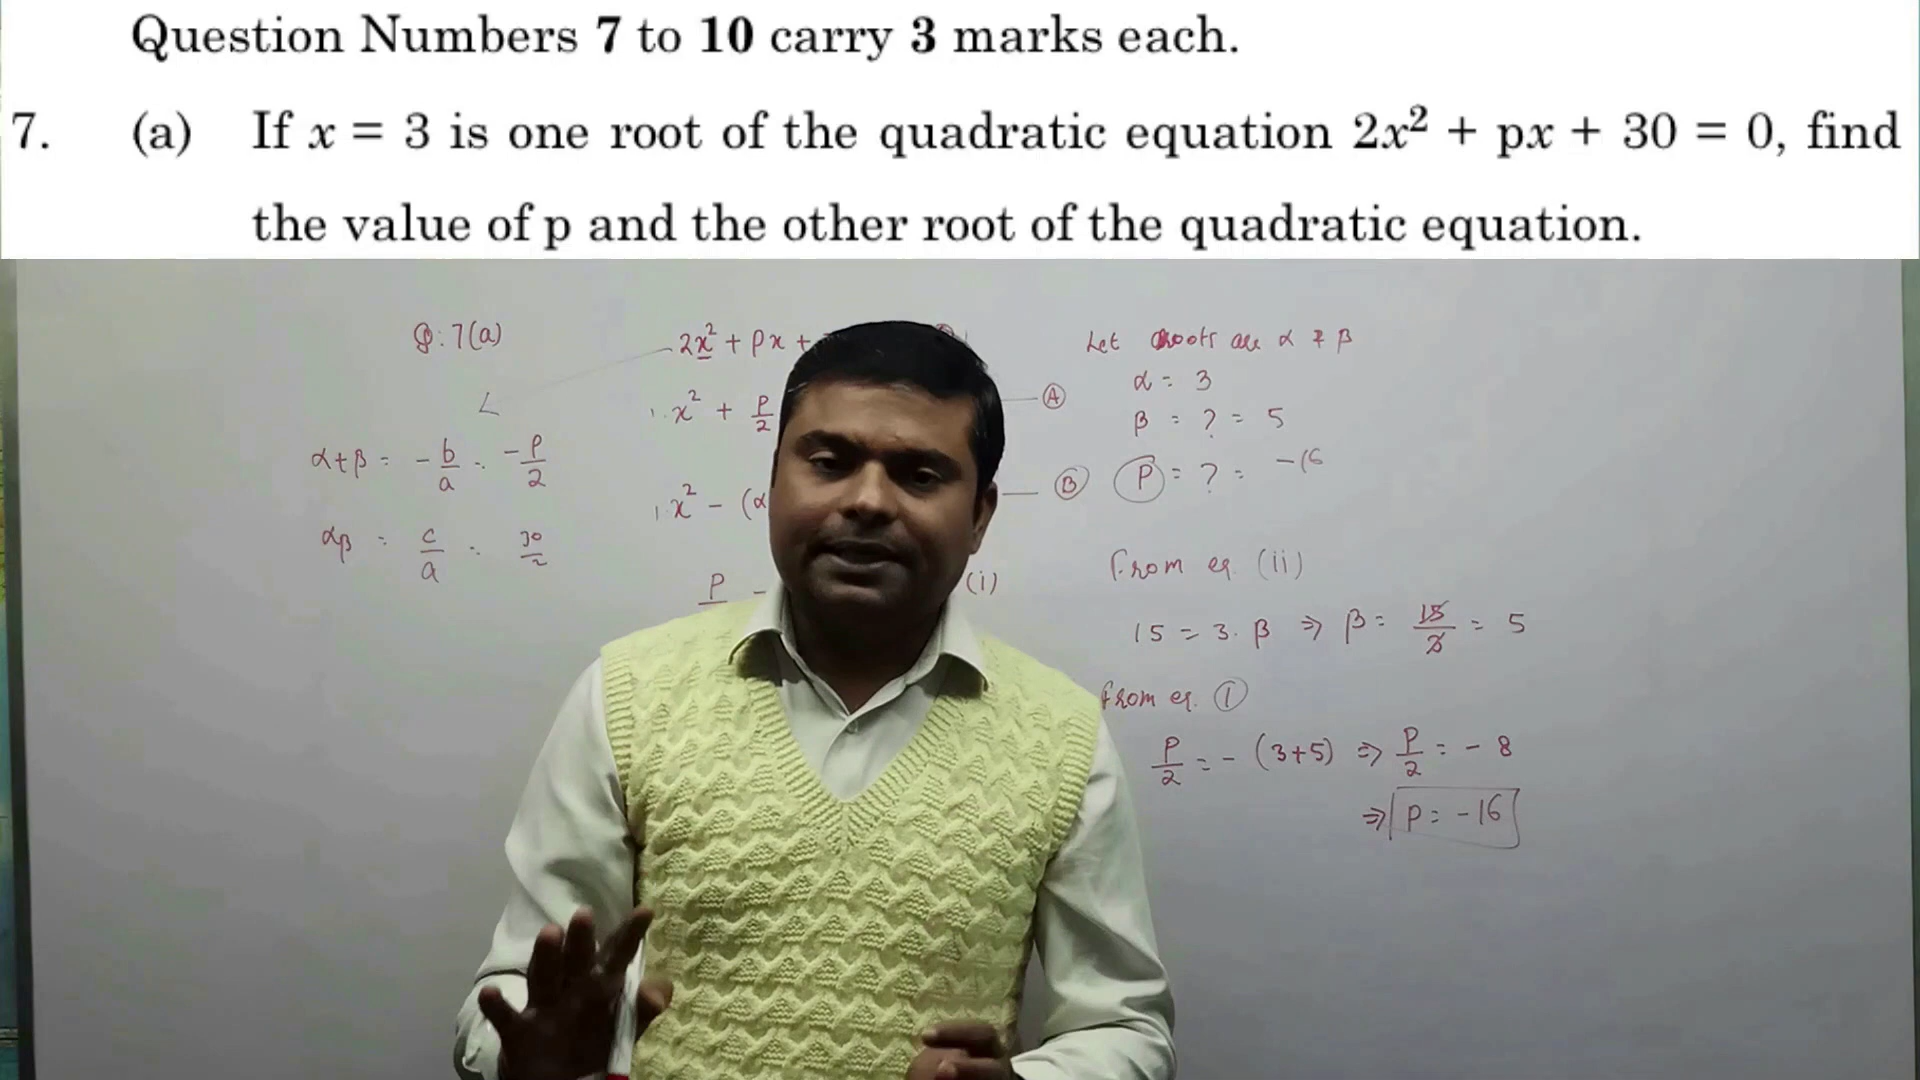 Question Numbers 7 to 10 carry 3 marks each.
7. (a) If x = 3 is one root of the quadratic equation 2x² + px + 30 = 0, find
the value of p and the other root of the quadratic equation.
Q: 7(a)
2x² + px +
x² + p/2
x² - (α
p
(i)
α+β = -b/a = -p/2
αβ = c/a = 30/2
Let roots are α & β
α = 3
(A)
β = ? = 5
(B)
P = ? = -16
From eq. (ii)
15 = 3. β ⇒ β = 15/3 = 5
From eq. (1)
p/2 = - (3+5) ⇒ p/2 = - 8
⇒ p = -16